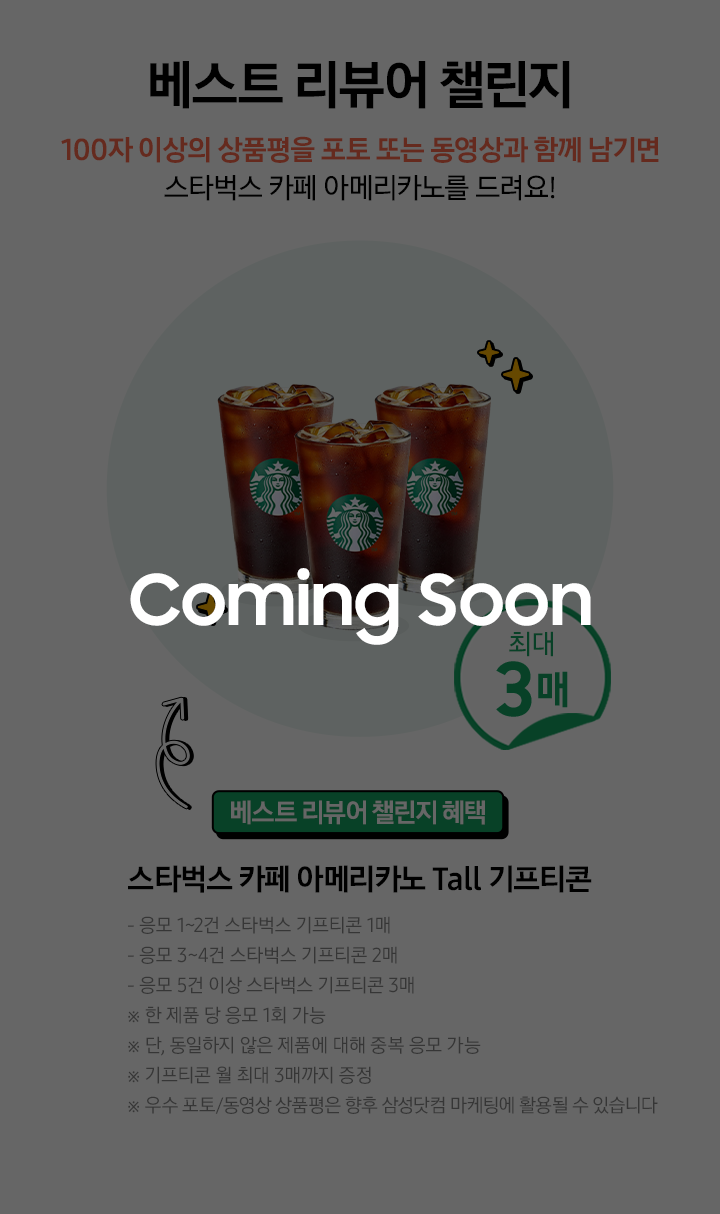 베스트 리뷰어 챌린지
100자 이상의 상품평을 포토 또는 동영상과 함께 남기면
스타벅스 카페 아메리카노를 드려요!
Coming Soon
최대
3매
베스트 리뷰어 챌린지 혜택
스타벅스 카페 아메리카노 Tall 기프티콘
- 응모 1~2건 스타벅스 기프티콘 1매
- 응모 3~4건 스타벅스 기프티콘 2매
- 응모 5건 이상 스타벅스 기프티콘 3매
※ 한 제품 당 응모 1회 가능
※ 단, 동일하지 않은 제품에 대해 중복 응모 가능
※ 기프티콘 월 최대 3매까지 증정
※ 우수 포토/동영상 상품평은 향후 삼성닷컴 마케팅에 활용될 수 있습니다